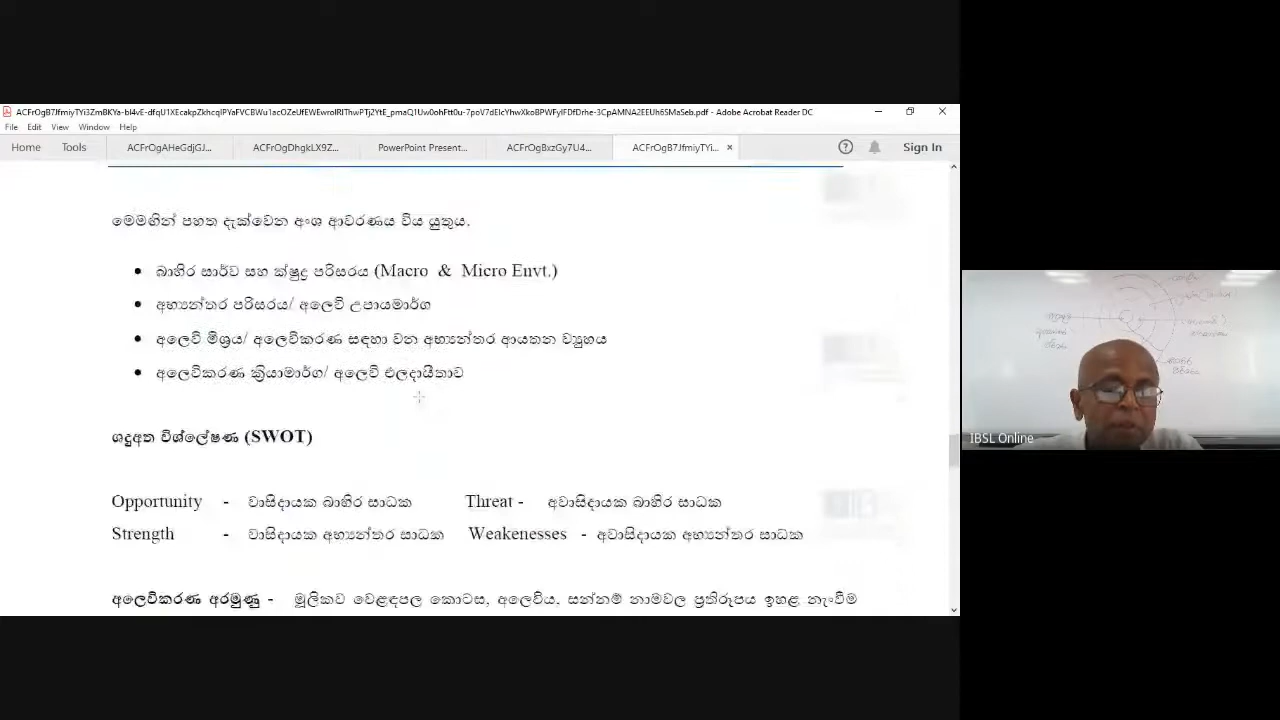 ACFrOgB7JfmiyTYi3ZmBKYa-bl4vE-dfqU1XEcakpZkhcqIPYaFVCBWu1acOZeUfEWEwroIRIThwPTj2YtE_pmaQ1Uw0ohFtt0u-7poV7dElcYhwXkoBPWFylFDfDrhe-3CpAMNA2EEUh6SMaSeb.pdf - Adobe Acrobat Reader DC
File Edit View Window Help
Home Tools ACFrOgAHeGdjGJ... ACFrOgDhgkLX9Z... PowerPoint Present... ACFrOgBxzGy7U4... ACFrOgB7JfmiyTYi... × Sign In
මෙමඟින් පහත දැක්වෙන අංශ ආවරණය විය යුතුය.
• බාහිර සාර්ව සහ ක්ෂුද්‍ර පරිසරය (Macro & Micro Envt.)
• අභ්‍යන්තර පරිසරය/ අලෙවි උපායමාර්ග
• අලෙවි මිශ්‍රය/ අලෙවිකරණ සඳහා වන අභ්‍යන්තර ආයතන ව්‍යුහය
• අලෙවිකරණ ක්‍රියාමාර්ග/ අලෙවි ඵලදායීතාව
ශදුඅත විශ්ලේෂණ (SWOT)
Opportunity - වාසිදායක බාහිර සාධක Threat - අවාසිදායක බාහිර සාධක
Strength - වාසිදායක අභ්‍යන්තර සාධක Weakenesses - අවාසිදායක අභ්‍යන්තර සාධක
අලෙවිකරණ අරමුණු - මූලිකව වෙළඳපල කොටස, අලෙවිය, සන්නම් නාමවල ප්‍රතිරූපය ඉහළ නැංවීම
IBSL Online